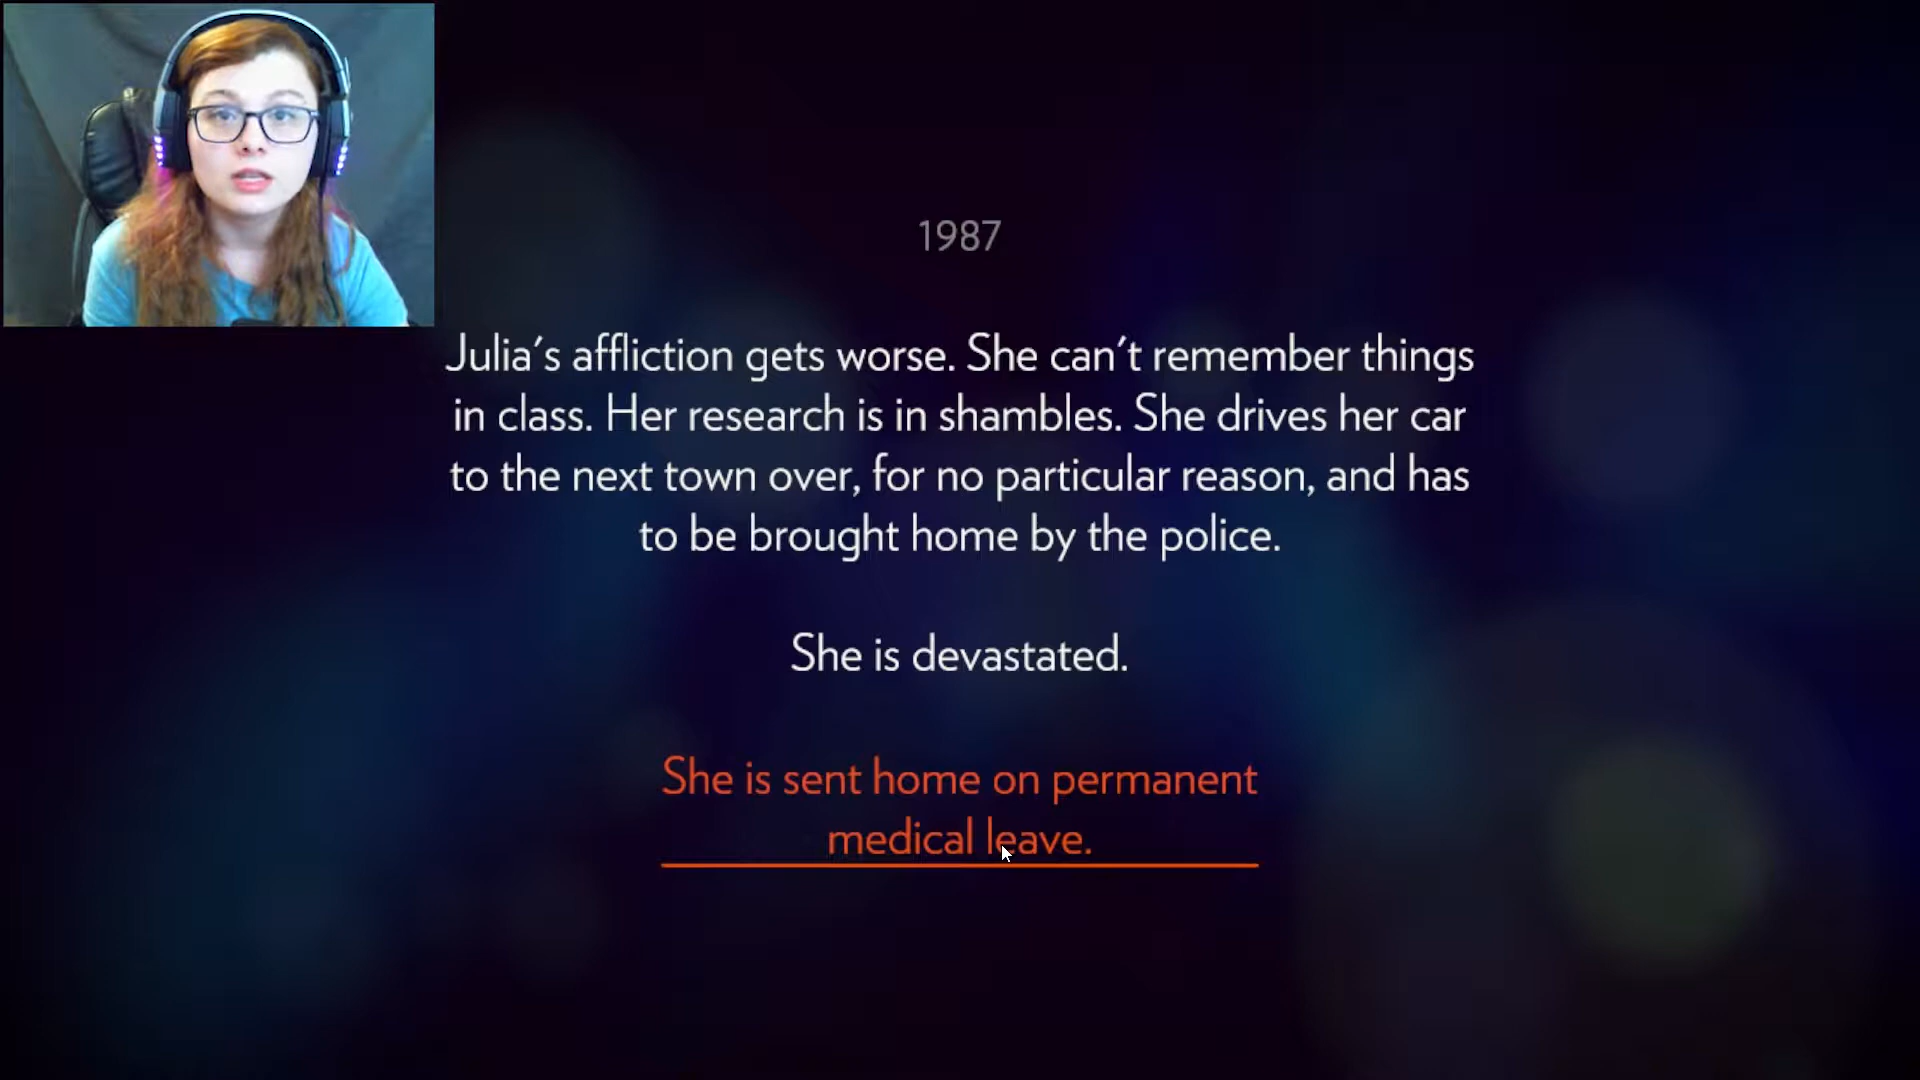 1987
Julia's affliction gets worse. She can't remember things
in class. Her research is in shambles. She drives her car
to the next town over, for no particular reason, and has
to be brought home by the police.
She is devastated.
She is sent home on permanent
medical leave.